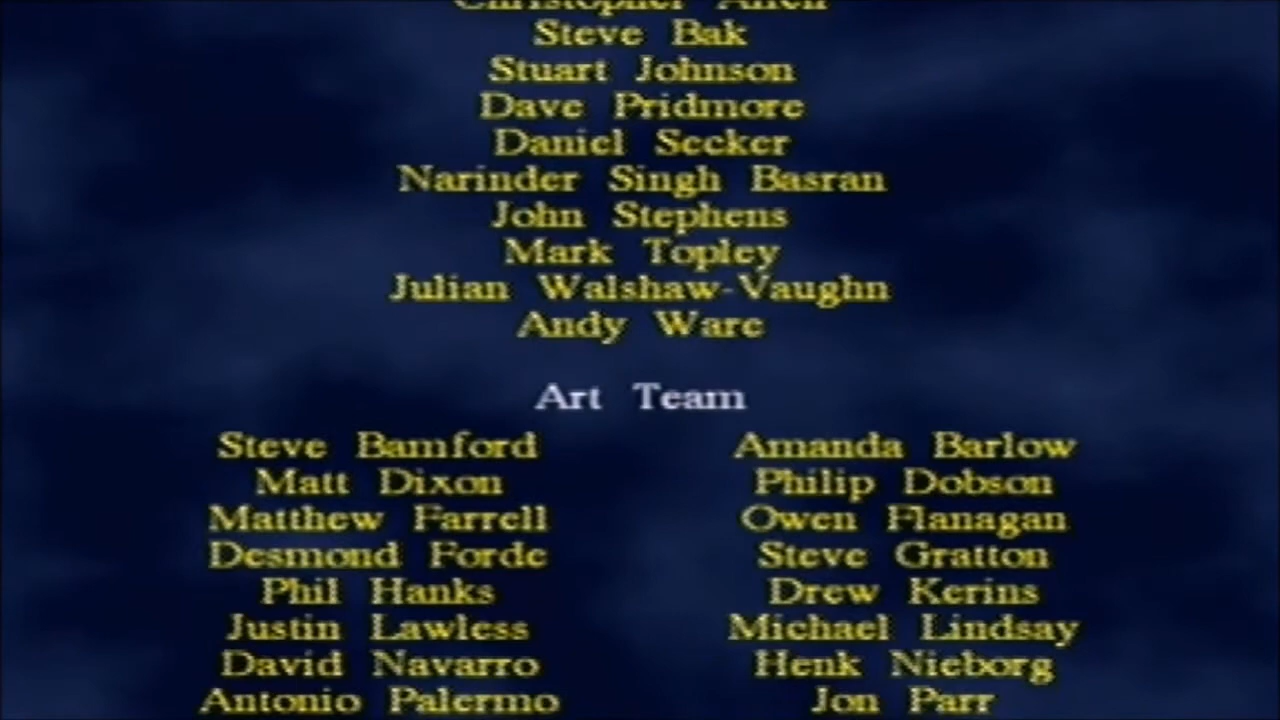 Christopher Allen
Steve Bak
Stuart Johnson
Dave Pridmore
Daniel Secker
Narinder Singh Basran
John Stephens
Mark Topley
Julian Walshaw-Vaughn
Andy Ware
Art Team
Steve Bamford Amanda Barlow
Matt Dixon Philip Dobson
Matthew Farrell Owen Flanagan
Desmond Forde Steve Gratton
Phil Hanks Drew Kerins
Justin Lawless Michael Lindsay
David Navarro Henk Nieborg
Antonio Palermo Jon Parr